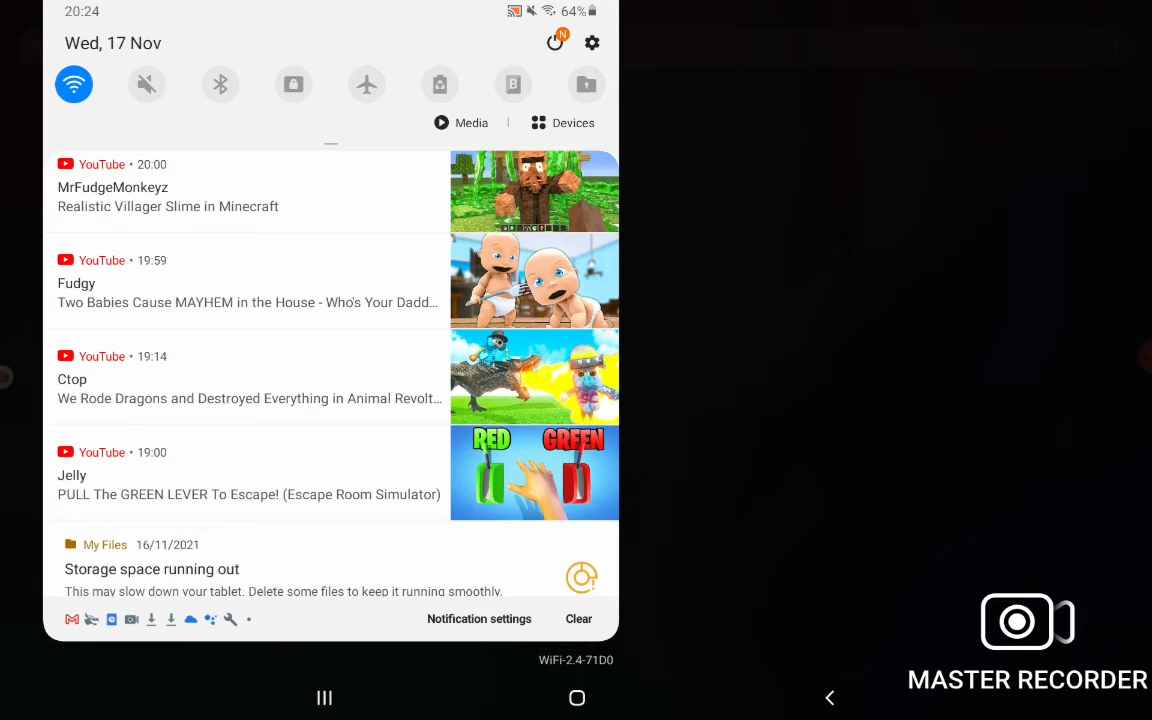 20:24
64%
Wed, 17 Nov
N
Media
Devices
YouTube • 20:00
MrFudgeMonkeyz
Realistic Villager Slime in Minecraft
YouTube • 19:59
Fudgy
Two Babies Cause MAYHEM in the House - Who's Your Dadd...
YouTube • 19:14
Ctop
We Rode Dragons and Destroyed Everything in Animal Revolt...
YouTube • 19:00
Jelly
PULL The GREEN LEVER To Escape! (Escape Room Simulator)
RED GREEN
My Files 16/11/2021
Storage space running out
This may slow down your tablet. Delete some files to keep it running smoothly.
Notification settings
Clear
WiFi-2.4-71D0
MASTER RECORDER